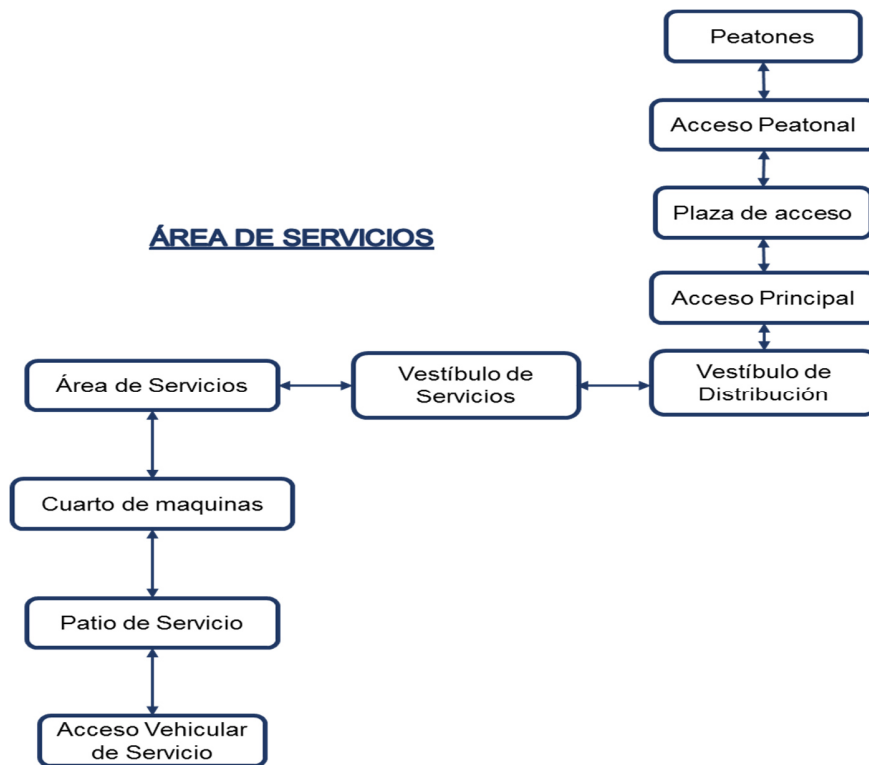 Peatones
Acceso Peatonal
Plaza de acceso
ÁREA DE SERVICIOS
Acceso Principal
Área de Servicios
Vestíbulo de
Servicios
Vestíbulo de
Distribución
Cuarto de maquinas
Patio de Servicio
Acceso Vehicular
de Servicio